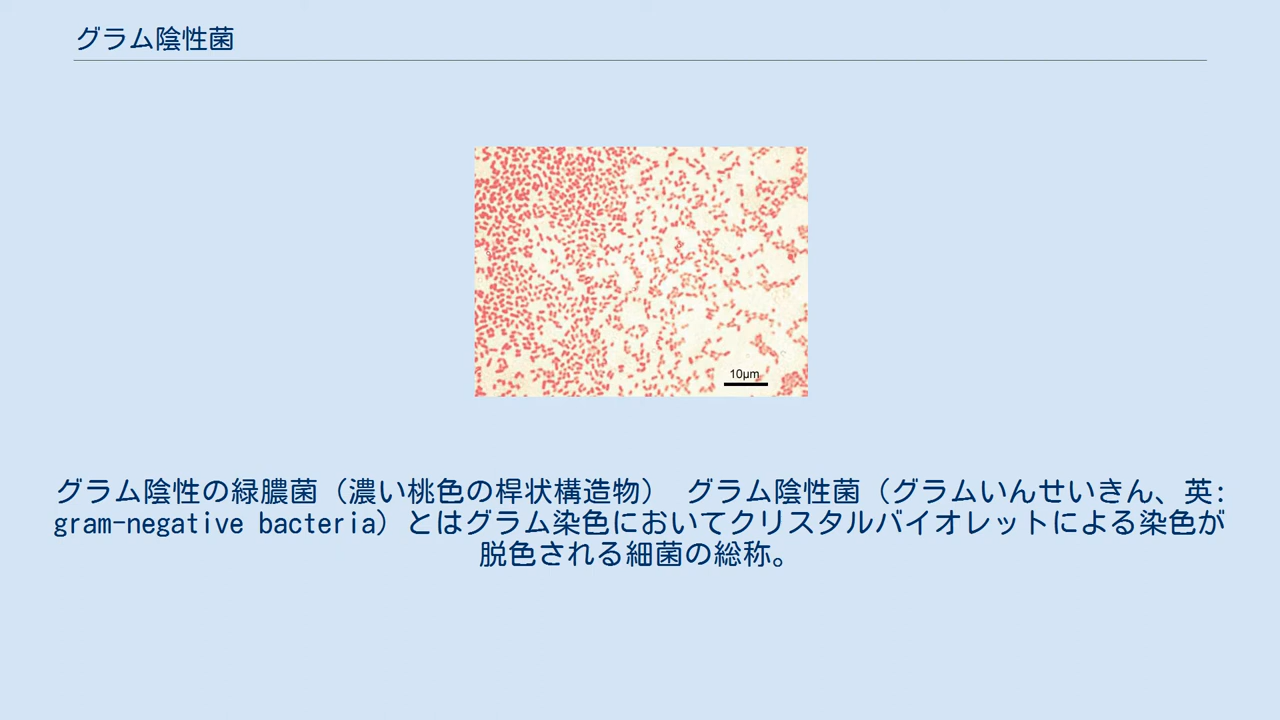 グラム陰性菌
10µm
グラム陰性の緑膿菌（濃い桃色の桿状構造物） グラム陰性菌（グラムいんせいきん、英:
gram-negative bacteria）とはグラム染色においてクリスタルバイオレットによる染色が
脱色される細菌の総称。